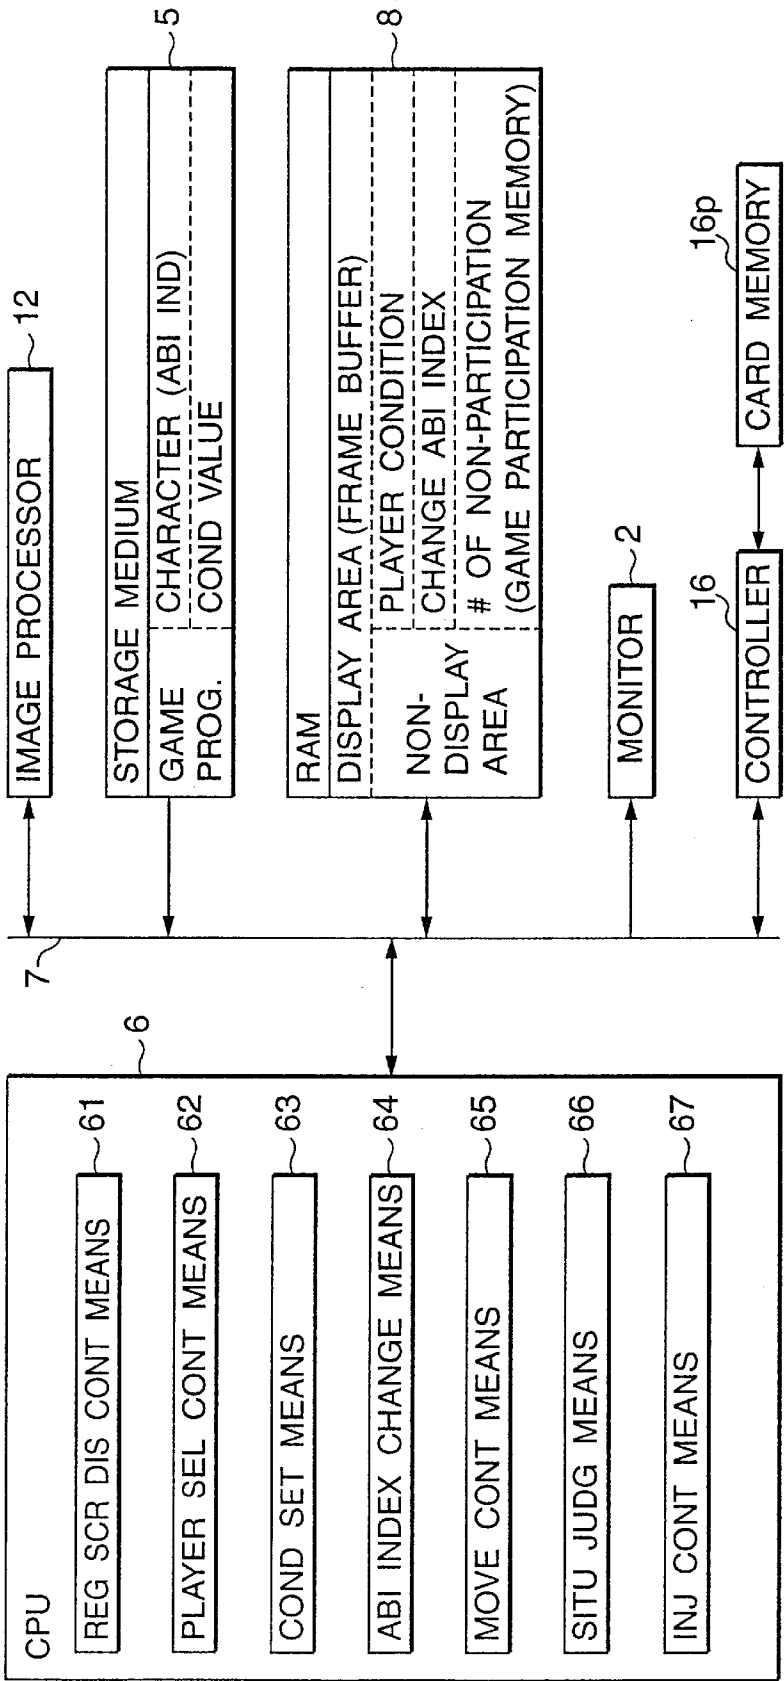 CPU
6
REG SCR DIS CONT MEANS
61
PLAYER SEL CONT MEANS
62
COND SET MEANS
63
ABI INDEX CHANGE MEANS
64
MOVE CONT MEANS
65
SITU JUDG MEANS
66
INJ CONT MEANS
67
7
IMAGE PROCESSOR
12
STORAGE MEDIUM
5
GAME
PROG.
CHARACTER (ABI IND)
COND VALUE
RAM
8
DISPLAY AREA (FRAME BUFFER)
NON-
DISPLAY
AREA
PLAYER CONDITION
CHANGE ABI INDEX
# OF NON-PARTICIPATION
(GAME PARTICIPATION MEMORY)
MONITOR
2
CONTROLLER
16
CARD MEMORY
16p